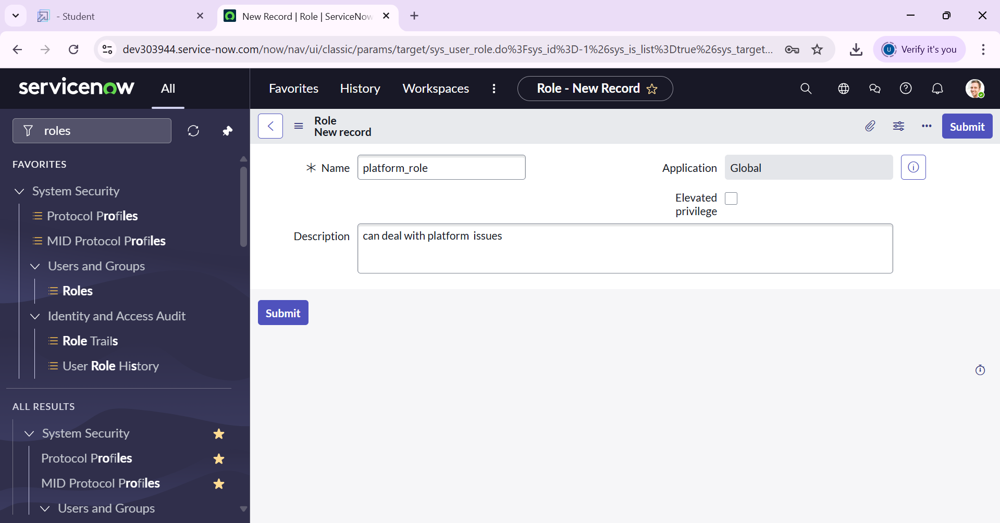 - Student
New Record | Role | ServiceNow
dev303944.service-now.com/now/nav/ui/classic/params/target/sys_user_role.do%3Fsys_id%3D-1%26sys_is_list%3Dtrue%26sys_target...
U
Verify it's you
servicenow
All
Favorites
History
Workspaces
Role - New Record
roles
Role
New record
Submit
FAVORITES
System Security
Protocol Profiles
MID Protocol Profiles
Users and Groups
Roles
Identity and Access Audit
Role Trails
User Role History
ALL RESULTS
System Security
Protocol Profiles
MID Protocol Profiles
Users and Groups
Name
platform_role
Application
Global
Elevated
privilege
Description
can deal with platform  issues
Submit